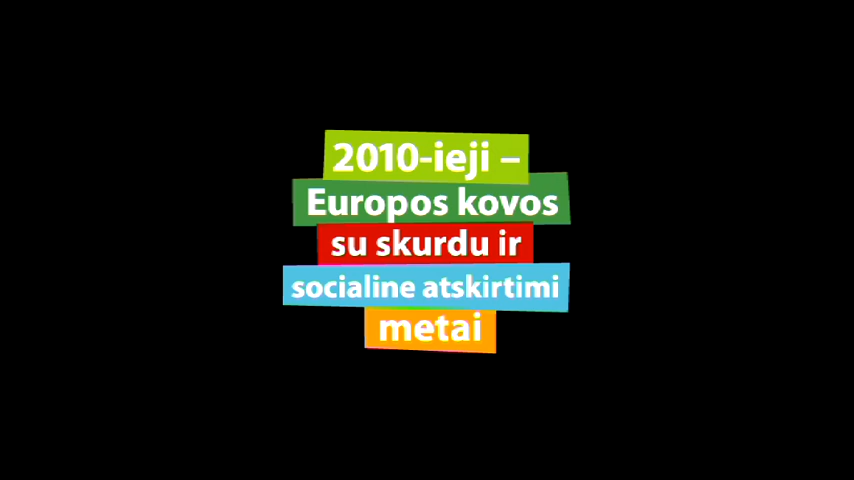 2010-ieji –
Europos kovos
su skurdu ir
socialine atskirtimi
metai